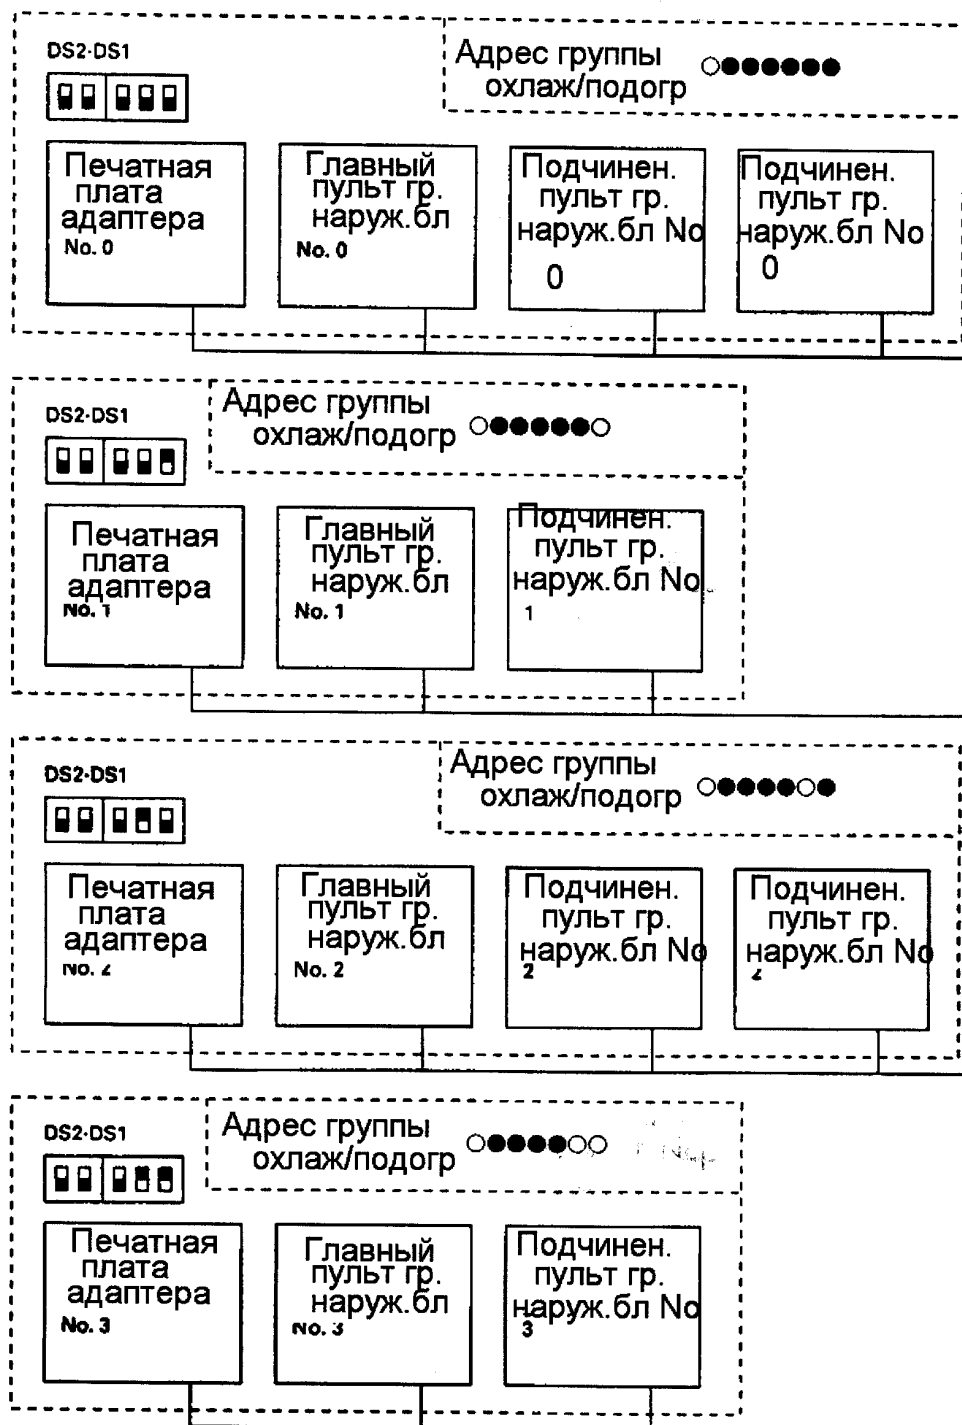 DS2·DS1
Адрес группы
охлаж/подогр
Печатная
плата
адаптера
No. 0
Главный
пульт гр.
наруж.бл
No. 0
Подчинен.
пульт гр.
наруж.бл No
0
Подчинен.
пульт гр.
наруж.бл No
0
DS2·DS1
Адрес группы
охлаж/подогр
Печатная
плата
адаптера
No. 1
Главный
пульт гр.
наруж.бл
No. 1
Подчинен.
пульт гр.
наруж.бл No
1
DS2·DS1
Адрес группы
охлаж/подогр
Печатная
плата
адаптера
No. 2
Главный
пульт гр.
наруж.бл
No. 2
Подчинен.
пульт гр.
наруж.бл No
2
Подчинен.
пульт гр.
наруж.бл No
2
DS2·DS1
Адрес группы
охлаж/подогр
Печатная
плата
адаптера
No. 3
Главный
пульт гр.
наруж.бл
No. 3
Подчинен.
пульт гр.
наруж.бл No
3